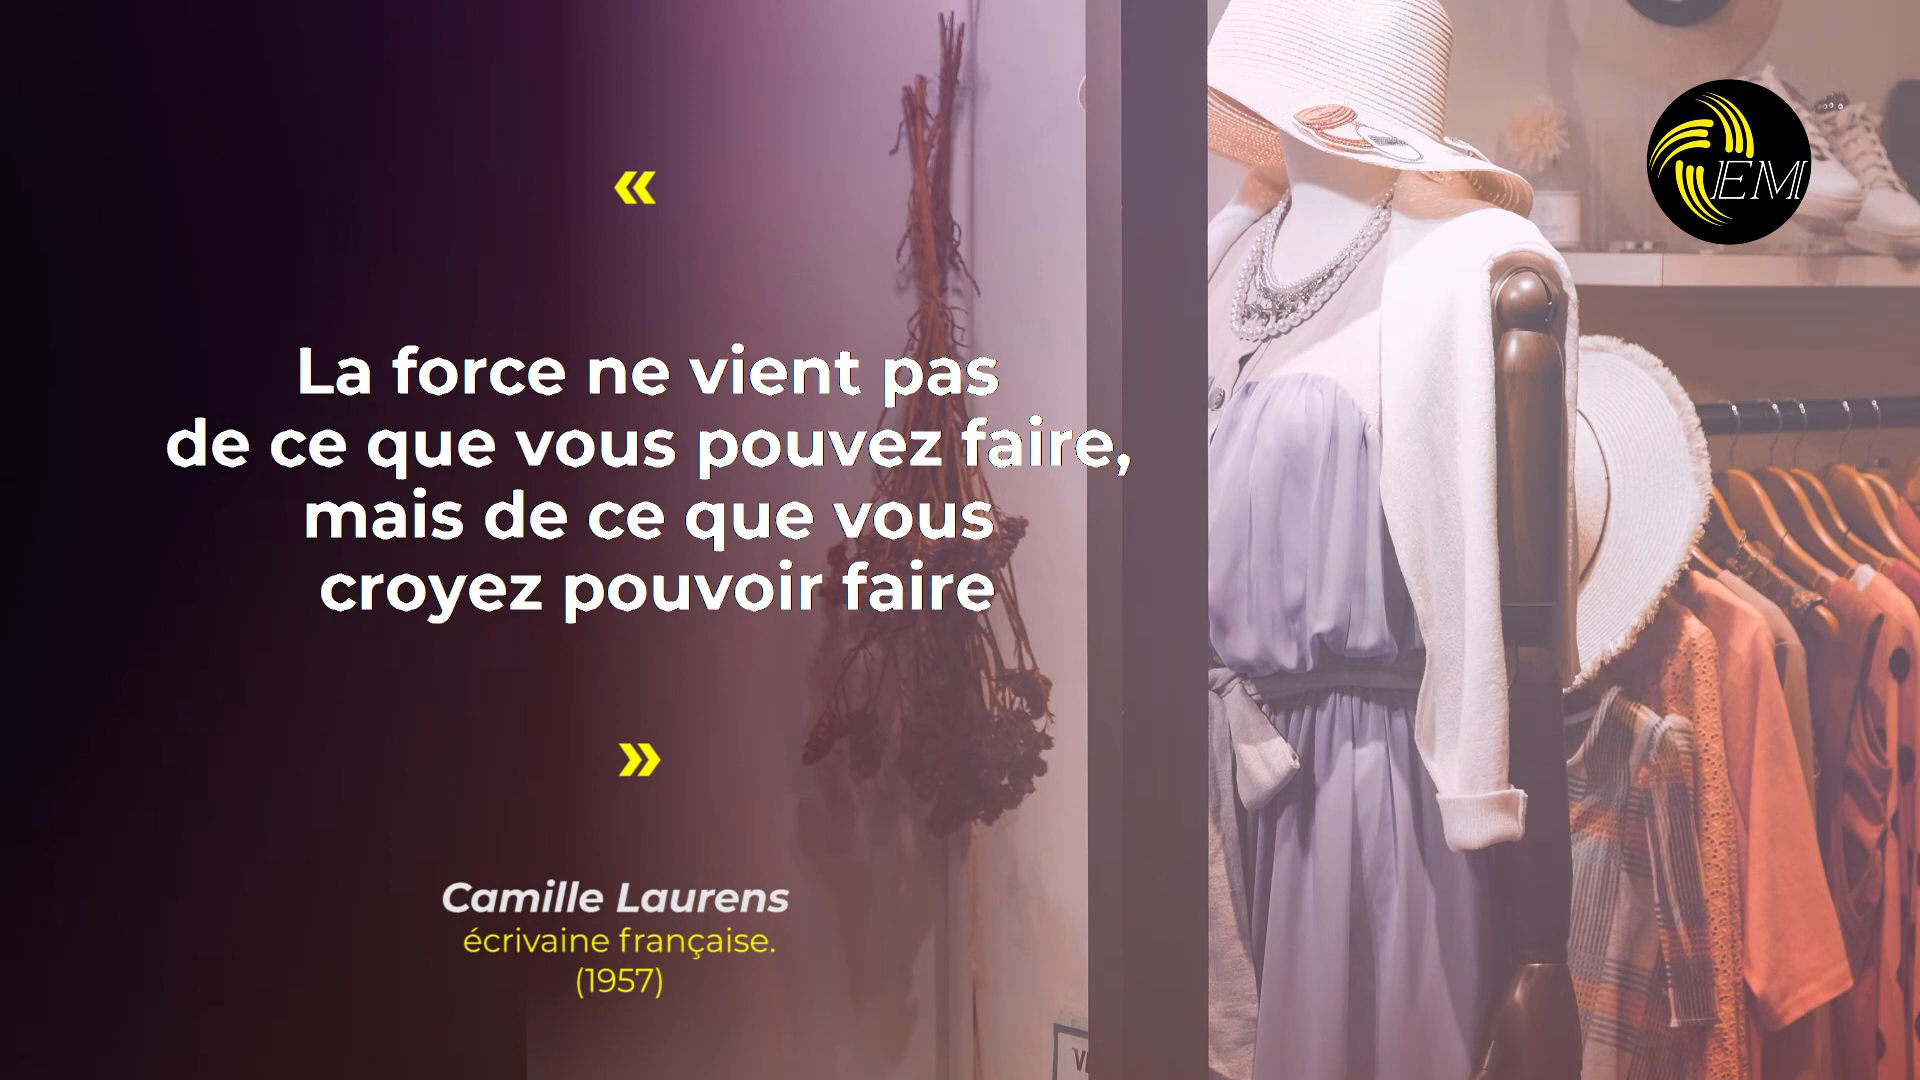 «
La force ne vient pas
de ce que vous pouvez faire,
mais de ce que vous
croyez pouvoir faire
»
Camille Laurens
écrivaine française.
(1957)
EM